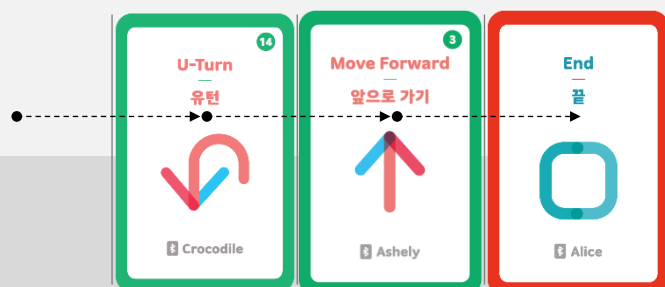 14
U-Turn
유턴
Crocodile
3
Move Forward
앞으로 가기
Ashely
End
끝
Alice